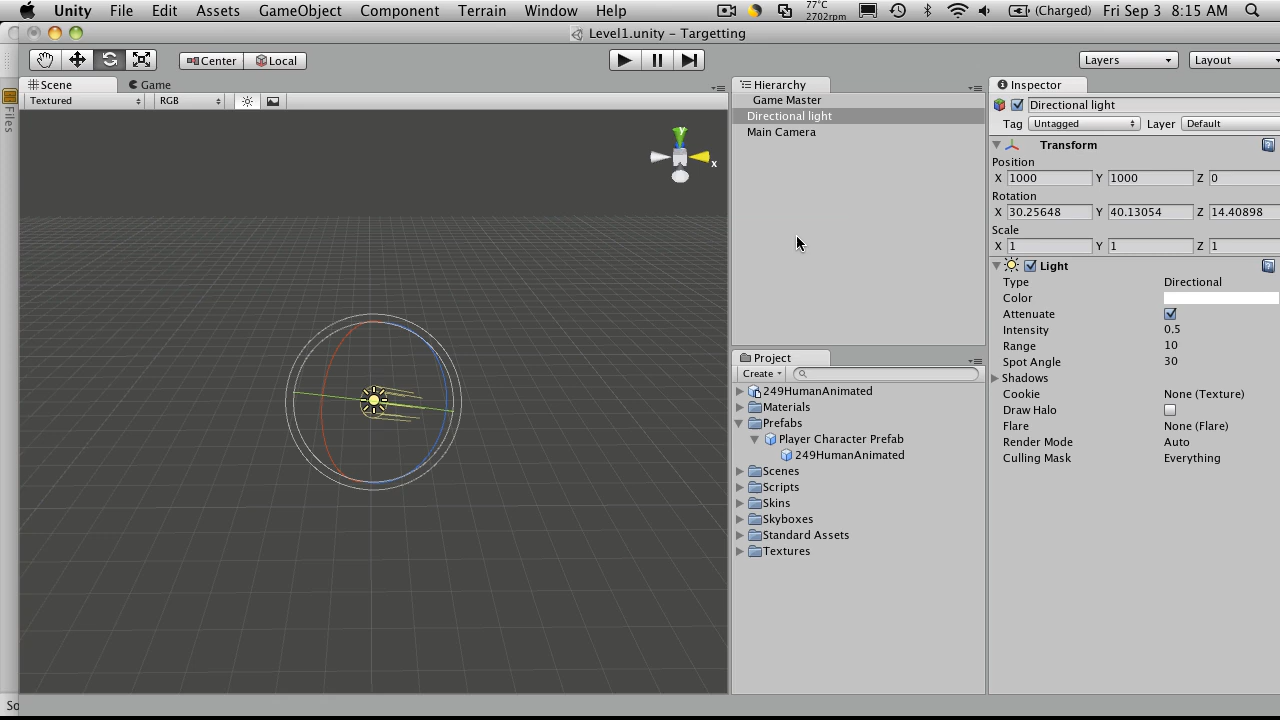 Unity File Edit Assets GameObject Component Terrain Window Help 77°C 2702rpm (Charged) Fri Sep 3 8:15 AM
Level1.unity – Targetting
Center Local Layers Layout
Scene Game
Textured RGB
Files
y
x
So
Hierarchy
Game Master
Directional light
Main Camera
Project
Create
249HumanAnimated
Materials
Prefabs
Player Character Prefab
249HumanAnimated
Scenes
Scripts
Skins
Skyboxes
Standard Assets
Textures
Inspector
Directional light
Tag Untagged Layer Default
Transform
Position
X 1000 Y 1000 Z 0
Rotation
X 30.25648 Y 40.13054 Z 14.40898
Scale
X 1 Y 1 Z 1
Light
Type Directional
Color
Attenuate
Intensity 0.5
Range 10
Spot Angle 30
Shadows
Cookie None (Texture)
Draw Halo
Flare None (Flare)
Render Mode Auto
Culling Mask Everything